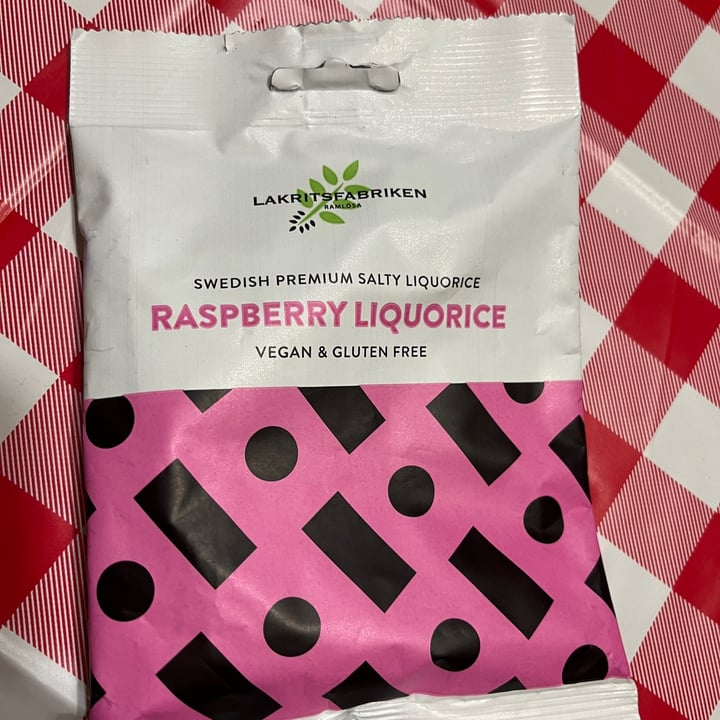 LAKRITSFABRIKEN
RAMLÖSA
SWEDISH PREMIUM SALTY LIQUORICE
RASPBERRY LIQUORICE
VEGAN & GLUTEN FREE